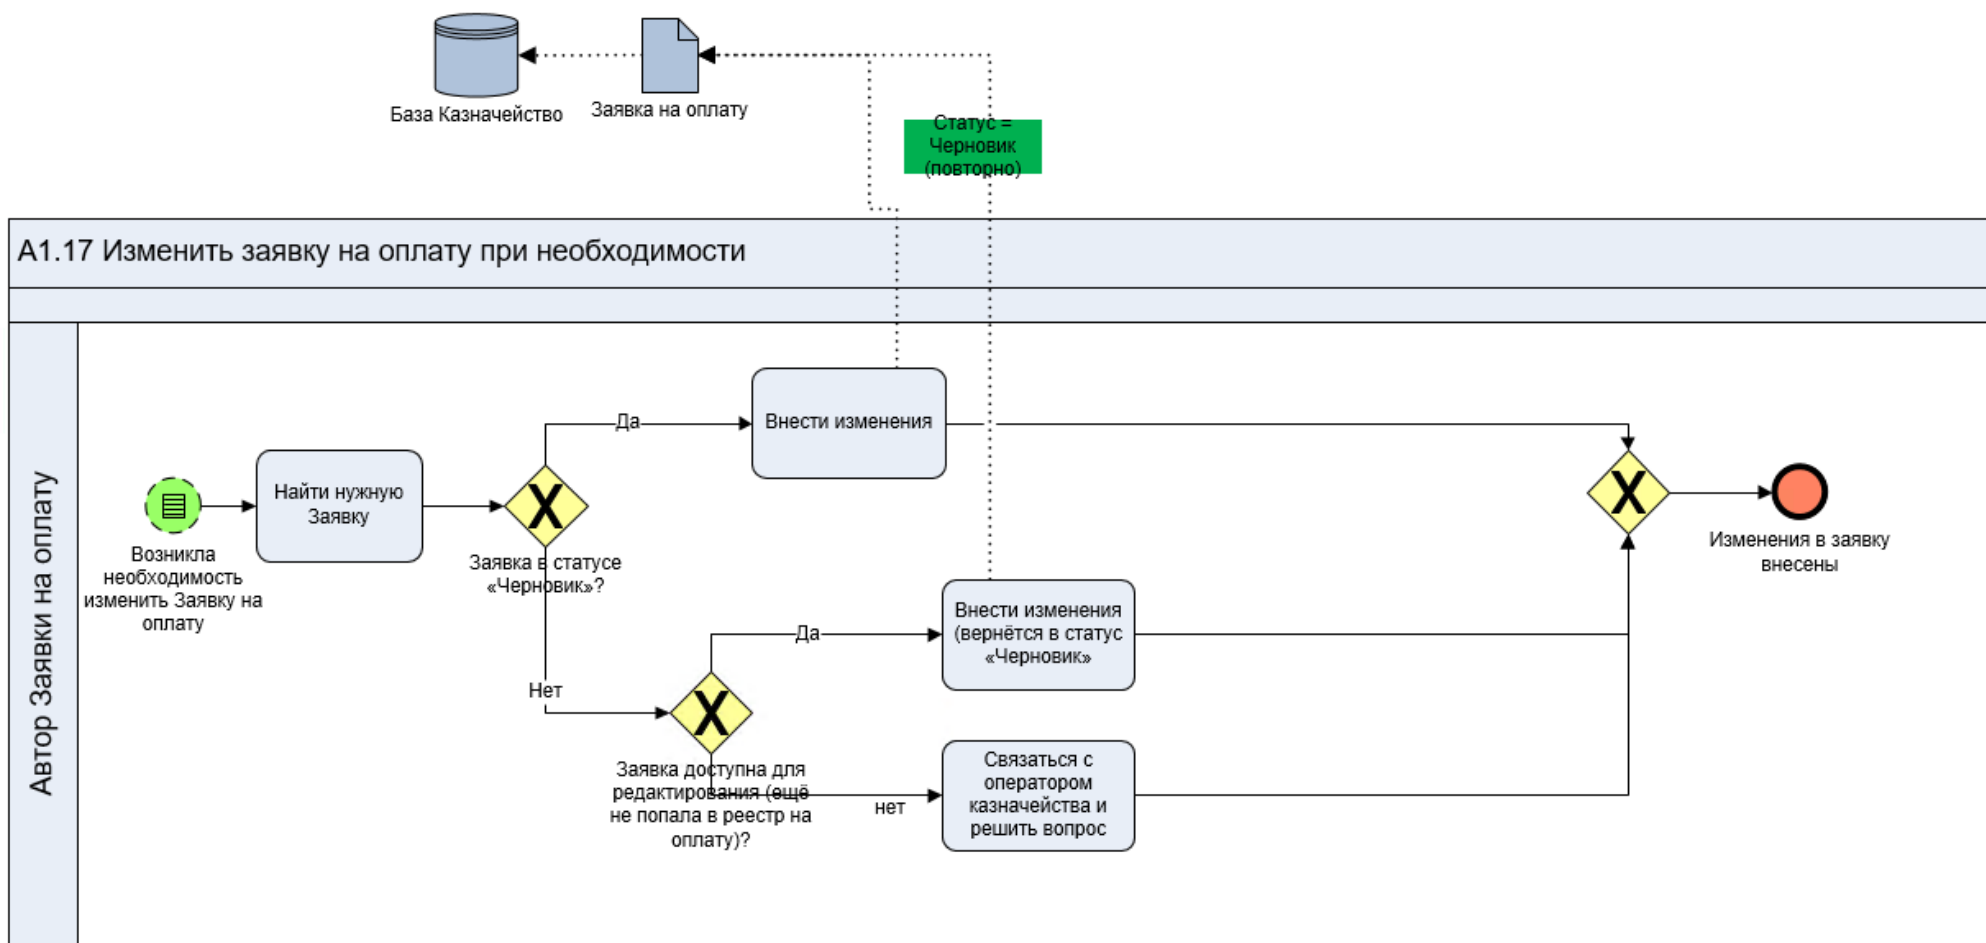 База Казначейство
Заявка на оплату
Статус =
Черновик
(повторно)
А1.17 Изменить заявку на оплату при необходимости
Автор Заявки на оплату
Возникла
необходимость
изменить Заявку на
оплату
Найти нужную
Заявку
Заявка в статусе
«Черновик»?
Да
Внести изменения
Нет
Заявка доступна для
редактирования (ещё
не попала в реестр на
оплату)?
Да
Внести изменения
(вернётся в статус
«Черновик»
нет
Связаться с
оператором
казначейства и
решить вопрос
Изменения в заявку
внесены